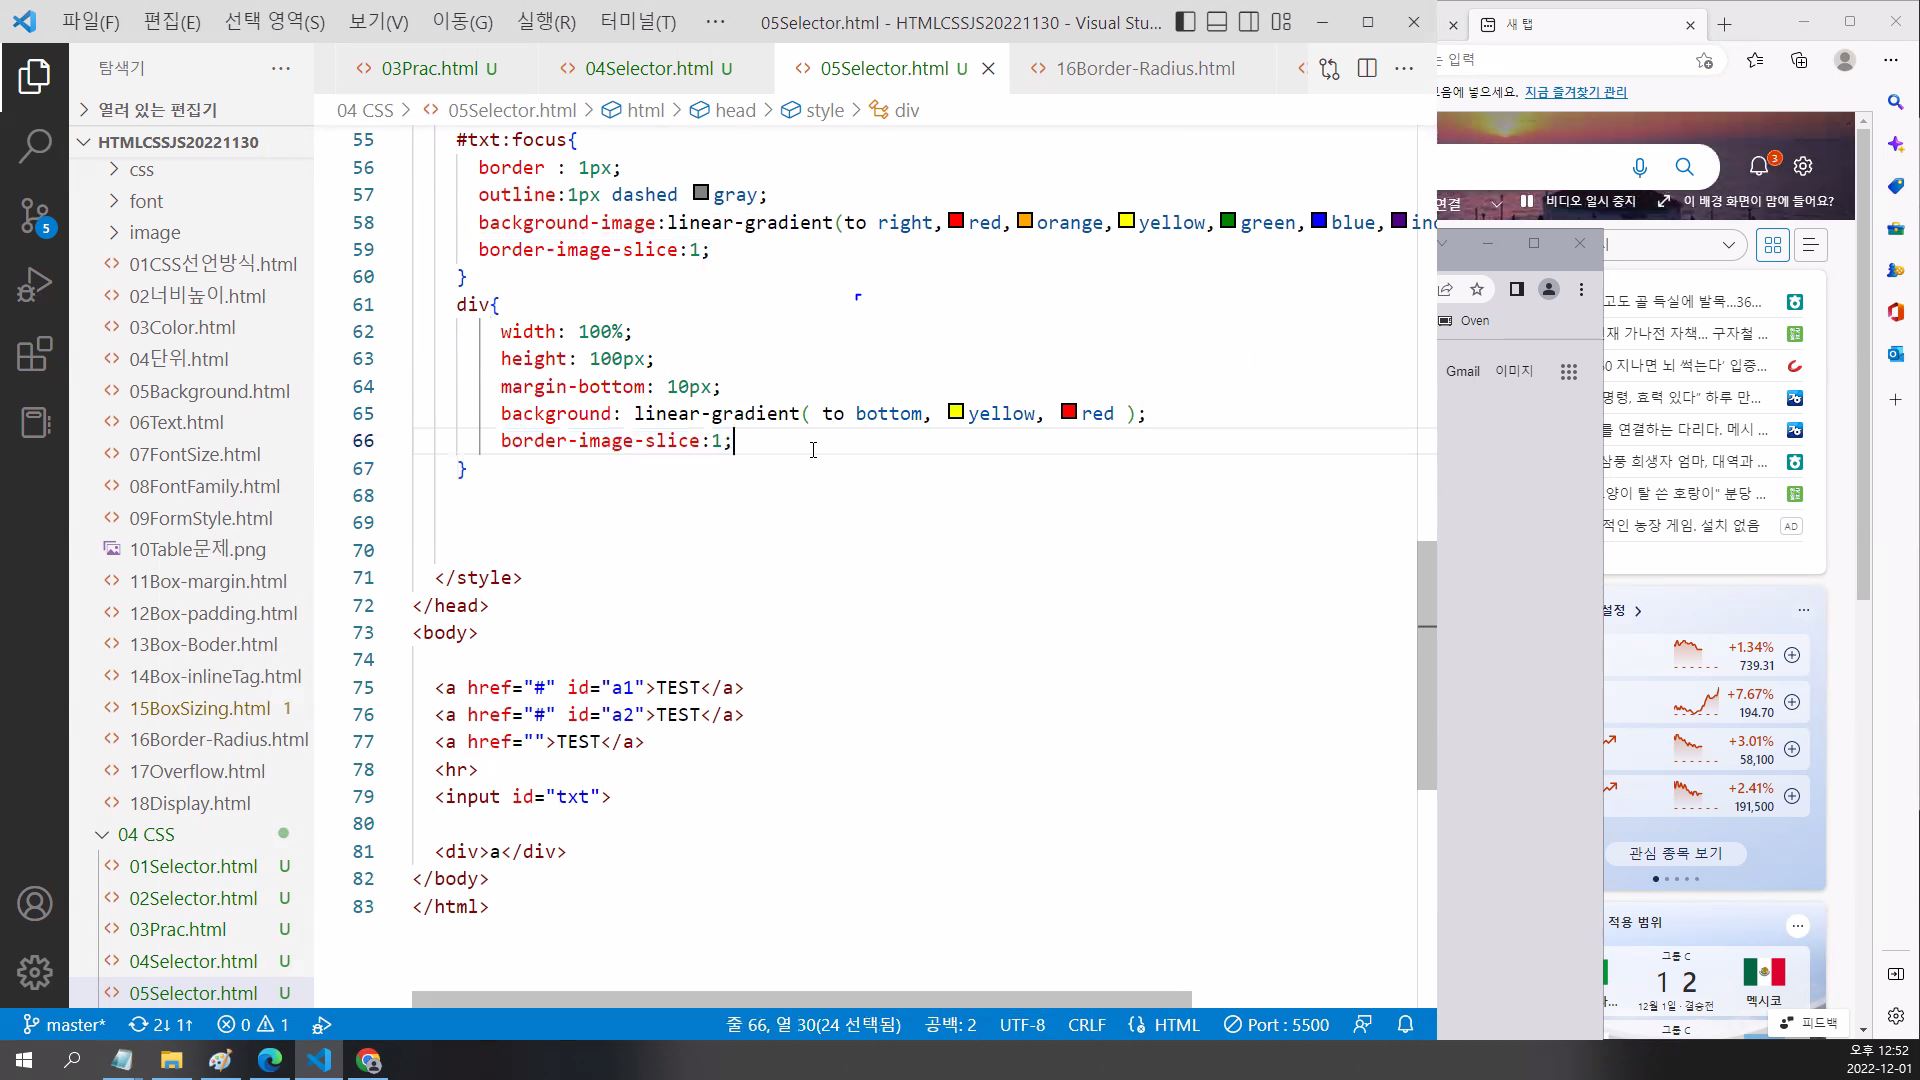 파일(F) 편집(E) 선택 영역(S) 보기(V) 이동(G) 실행(R) 터미널(T) ··· 05Selector.html - HTMLCSSJS20221130 - Visual Stu...
탐색기
03Prac.html U 04Selector.html U 05Selector.html U 16Border-Radius.html
04 CSS > 05Selector.html > html > head > style > div
열려 있는 편집기
HTMLCSSJS20221130
css
font
image
01CSS선언방식.html
02너비높이.html
03Color.html
04단위.html
05Background.html
06Text.html
07FontSize.html
08FontFamily.html
09FormStyle.html
10Table문제.png
11Box-margin.html
12Box-padding.html
13Box-Boder.html
14Box-inlineTag.html
15BoxSizing.html 1
16Border-Radius.html
17Overflow.html
18Display.html
04 CSS
01Selector.html U
02Selector.html U
03Prac.html U
04Selector.html U
05Selector.html U
5
55 #txt:focus{
56 border : 1px;
57 outline:1px dashed gray;
58 background-image:linear-gradient(to right,red,orange,yellow,green,blue,in
59 border-image-slice:1;
60 }
61 div{
62 width: 100%;
63 height: 100px;
64 margin-bottom: 10px;
65 background: linear-gradient( to bottom, yellow, red );
66 border-image-slice:1;
67 }
68
69
70
71 </style>
72 </head>
73 <body>
74
75 <a href="#" id="a1">TEST</a>
76 <a href="#" id="a2">TEST</a>
77 <a href="">TEST</a>
78 <hr>
79 <input id="txt">
80
81 <div>a</div>
82 </body>
83 </html>
master* 2↓ 1↑ 0 1 줄 66, 열 30(24 선택됨) 공백: 2 UTF-8 CRLF HTML Port : 5500
새 탭
는 입력
음에 넣으세요. 지금 즐겨찾기 관리
3
연결 비디오 일시 중지 이 배경 화면이 맘에 들어요?
시
Oven
Gmail 이미지
고도 골 득실에 발목...36...
재 가나전 자책... 구자철 ...
60 지나면 뇌 썩는다' 입증...
명령, 효력 있다" 하루 만...
를 연결하는 다리다. 메시 ...
삼풍 희생자 엄마, 대역과 ...
양이 탈 쓴 호랑이" 분당 ...
적인 농장 게임. 설치 없음 AD
설정 >
+1.34%
739.31
+7.67%
194.70
+3.01%
58,100
+2.41%
191,500
관심 종목 보기
적용 범위
그룹 C
1 2
12월 1일 · 결승전
멕시코
그룹 C
피드백
오후 12:52
2022-12-01